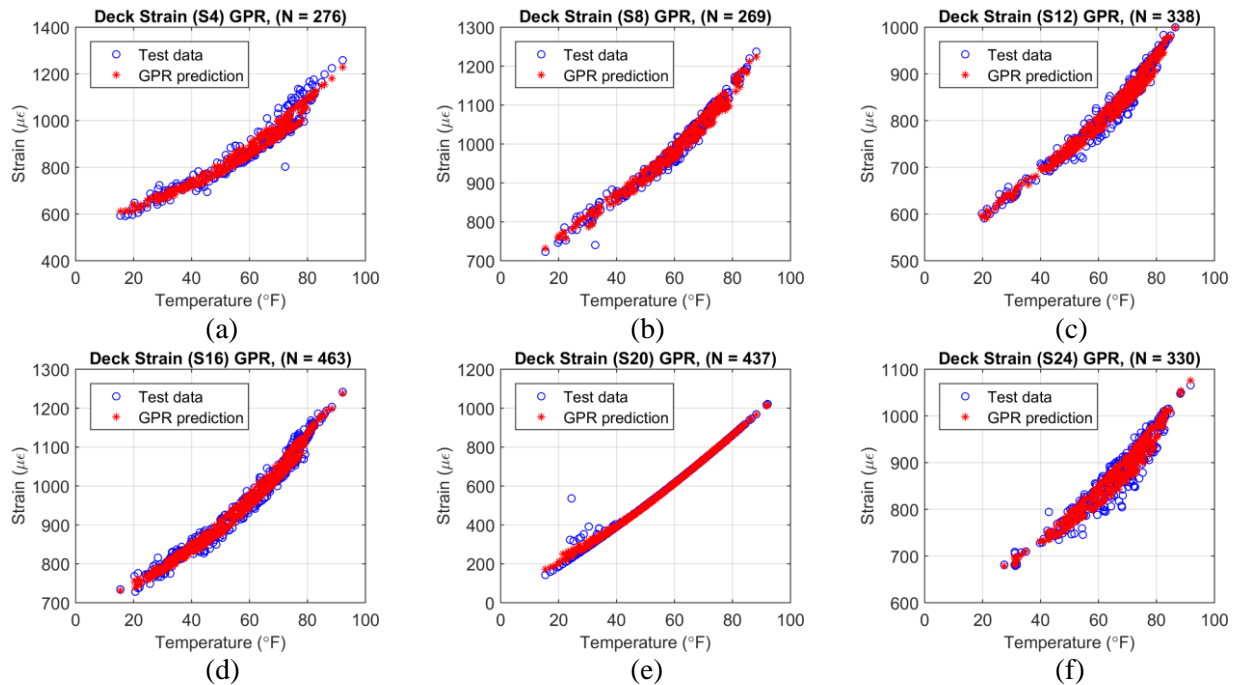 Deck Strain (S4) GPR, (N = 276)
1400
1200
1000
800
600
400
Strain (με)
Test data
GPR prediction
0 20 40 60 80 100
Temperature (°F)
(a)
Deck Strain (S8) GPR, (N = 269)
1300
1200
1100
1000
900
800
700
Strain (με)
Test data
GPR prediction
0 20 40 60 80 100
Temperature (°F)
(b)
Deck Strain (S12) GPR, (N = 338)
1000
900
800
700
600
500
Strain (με)
Test data
GPR prediction
0 20 40 60 80 100
Temperature (°F)
(c)
Deck Strain (S16) GPR, (N = 463)
1300
1200
1100
1000
900
800
700
Strain (με)
Test data
GPR prediction
0 20 40 60 80 100
Temperature (°F)
(d)
Deck Strain (S20) GPR, (N = 437)
1200
1000
800
600
400
200
0
Strain (με)
Test data
GPR prediction
0 20 40 60 80 100
Temperature (°F)
(e)
Deck Strain (S24) GPR, (N = 330)
1100
1000
900
800
700
600
Strain (με)
Test data
GPR prediction
0 20 40 60 80 100
Temperature (°F)
(f)